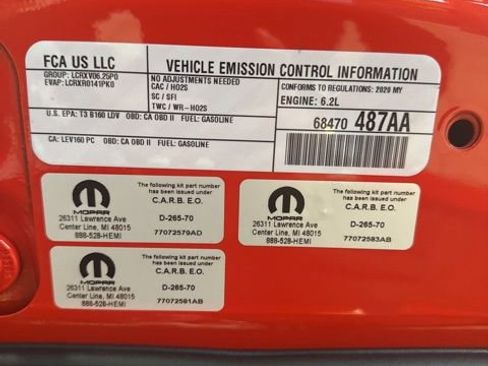 FCA US LLC
VEHICLE EMISSION CONTROL INFORMATION
GROUP: LCRXV06.25P0
EVAP: LCRXR0141PK0
NO ADJUSTMENTS NEEDED
CAC / HO2S
SC / SFI
TWC / WR-HO2S
CONFORMS TO REGULATIONS: 2020 MY
ENGINE: 6.2L
U.S. EPA: T3 B160 LDV OBD: CA OBD II FUEL: GASOLINE
68470 487AA
CA: LEV160 PC OBD: CA OBD II FUEL: GASOLINE
MOPAR
26311 Lawrence Ave
Center Line, MI 48015
888-528-HEMI
The following kit part number
has been issued under
C.A.R.B. E.O.
D-265-70
77072579AD
MOPAR
26311 Lawrence Ave
Center Line, MI 48015
888-528-HEMI
The following kit part number
has been issued under
C.A.R.B. E.O.
D-265-70
77072583AB
MOPAR
26311 Lawrence Ave
Center Line, MI 48015
888-528-HEMI
The following kit part number
has been issued under
C.A.R.B. E.O.
D-265-70
77072581AB